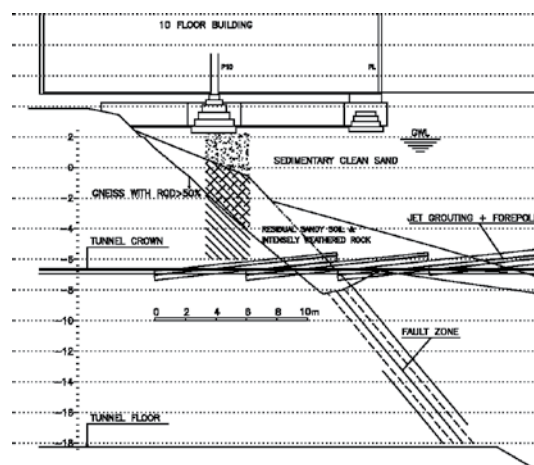 10 FLOOR BUILDING
P10
PL
GWL
SEDIMENTARY CLEAN SAND
GNEISS WITH RQD>50%
RESIDUAL SANDY SOIL &
INTENSELY WEATHERED ROCK
JET GROUTING + FOREPOLE
TUNNEL CROWN
2
0
-2
-4
-6
-8
-10
-12
-14
-16
-18
0 2 4 6 8 10m
FAULT ZONE
TUNNEL FLOOR